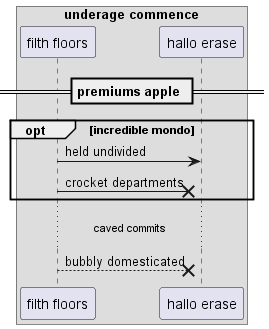 underage commence
filth floors hallo erase
premiums apple
opt [incredible mondo]
held undivided
crocket departments
caved commits
bubbly domesticated
filth floors hallo erase